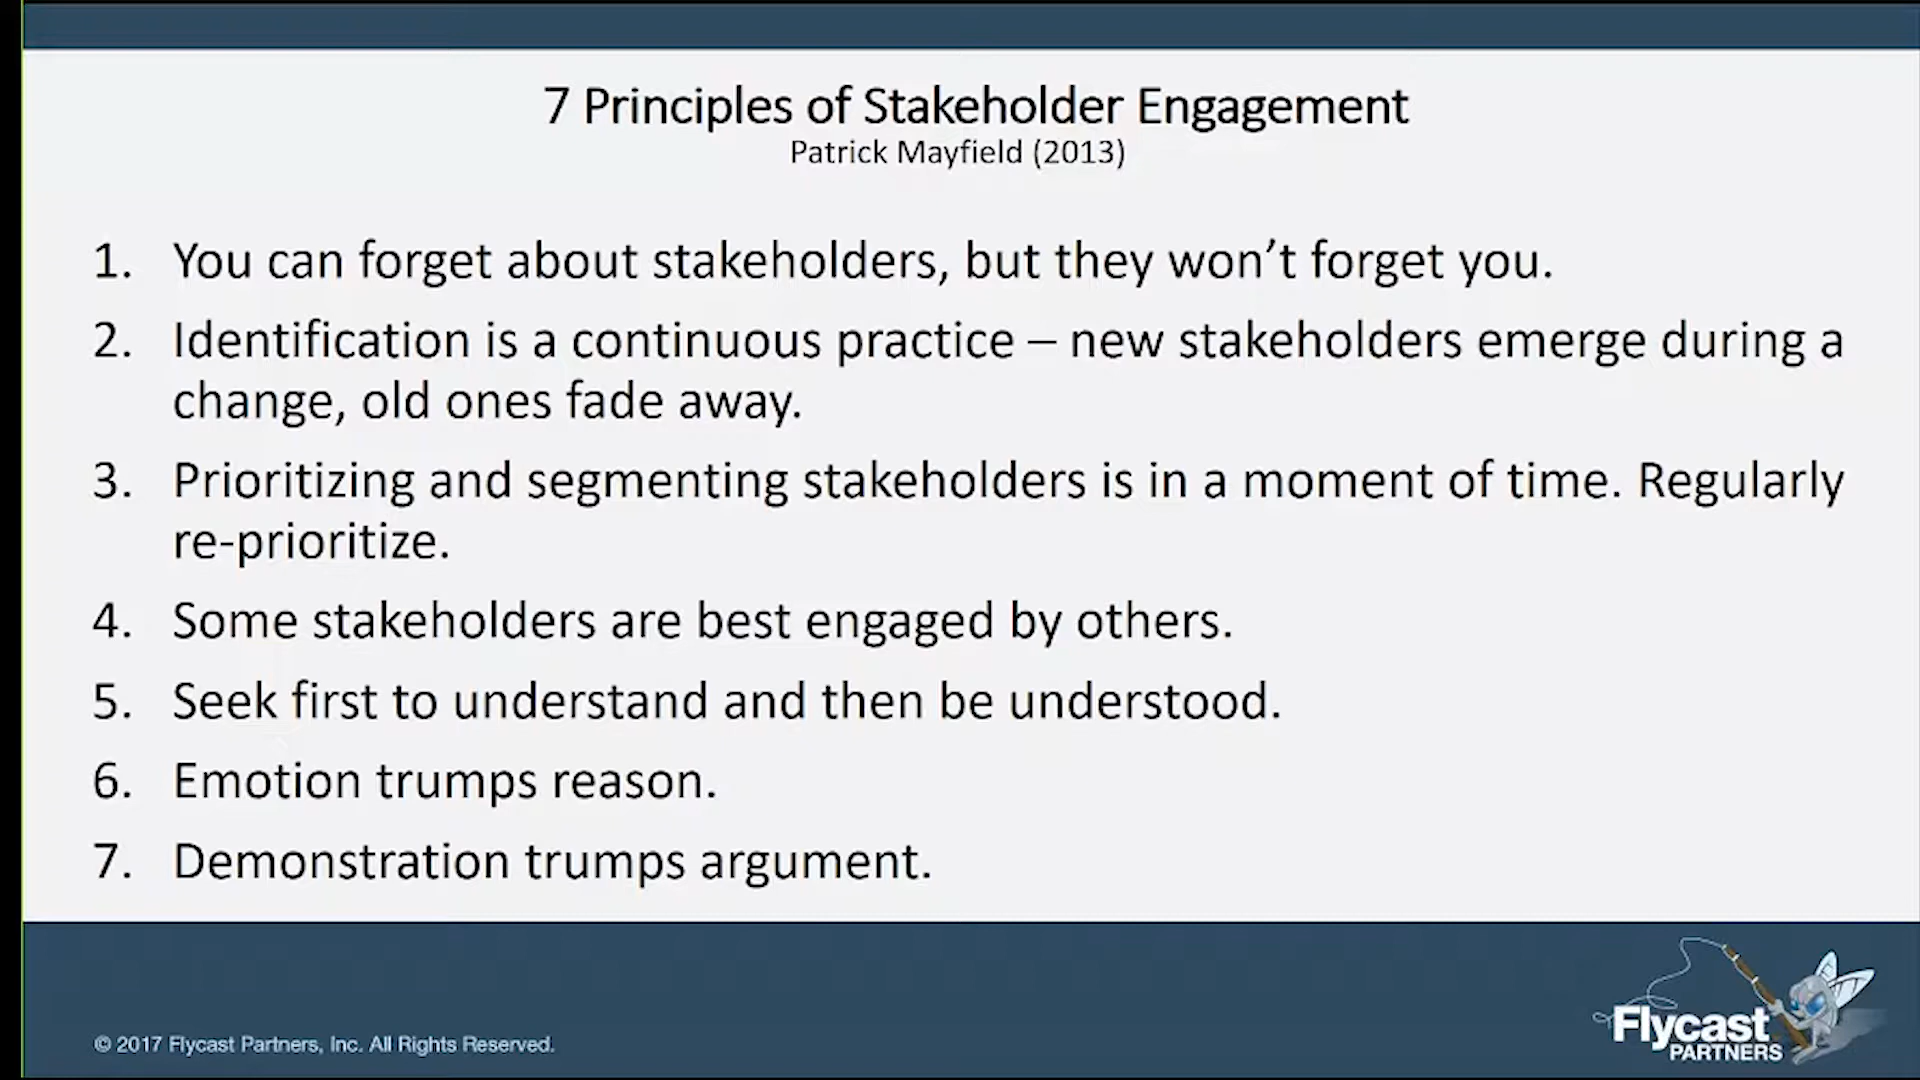 7 Principles of Stakeholder Engagement
Patrick Mayfield (2013)
1. You can forget about stakeholders, but they won’t forget you.
2. Identification is a continuous practice – new stakeholders emerge during a
change, old ones fade away.
3. Prioritizing and segmenting stakeholders is in a moment of time. Regularly
re-prioritize.
4. Some stakeholders are best engaged by others.
5. Seek first to understand and then be understood.
6. Emotion trumps reason.
7. Demonstration trumps argument.
© 2017 Flycast Partners, Inc. All Rights Reserved.
Flycast
PARTNERS